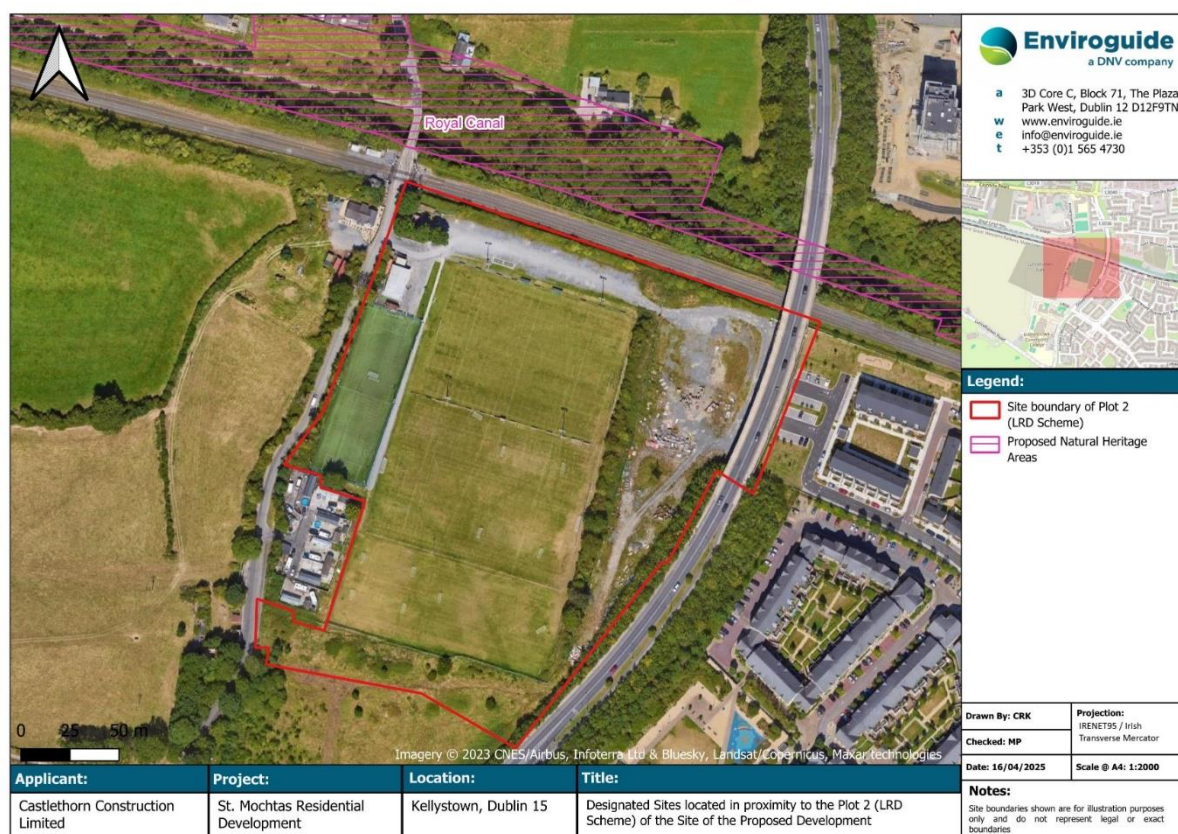 Royal Canal
0 25 50 m
Imagery © 2023 CNES/Airbus, Infoterra Ltd & Bluesky, Landsat/Copernicus, Maxar Technologies
Enviroguide
a DNV company
a 3D Core C, Block 71, The Plaza
Park West, Dublin 12 D12F9TN
w www.enviroguide.ie
e info@enviroguide.ie
t +353 (0)1 565 4730
Legend:
Site boundary of Plot 2
(LRD Scheme)
Proposed Natural Heritage
Areas
Drawn By: CRK
Projection:
IRENET95 / Irish
Transverse Mercator
Checked: MP
Date: 16/04/2025
Scale @ A4: 1:2000
Notes:
Site boundaries shown are for illustration purposes
only and do not represent legal or exact
boundaries
Applicant:
Castlethorn Construction
Limited
Project:
St. Mochtas Residential
Development
Location:
Kellystown, Dublin 15
Title:
Designated Sites located in proximity to the Plot 2 (LRD
Scheme) of the Site of the Proposed Development